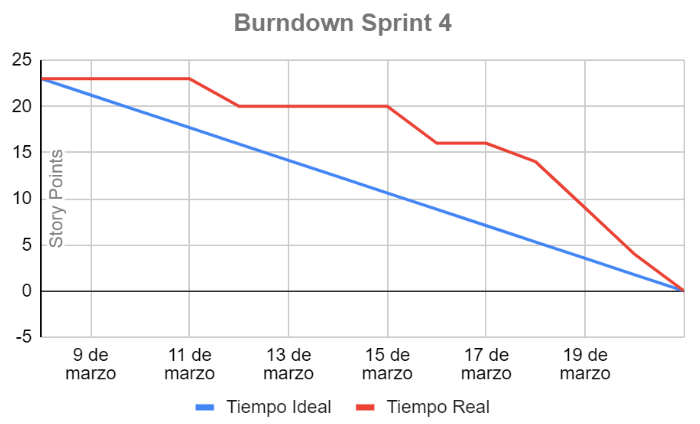 Burndown Sprint 4
25
20
15
10
5
0
-5
Story Points
9 de
marzo
11 de
marzo
13 de
marzo
15 de
marzo
17 de
marzo
19 de
marzo
Tiempo Ideal
Tiempo Real